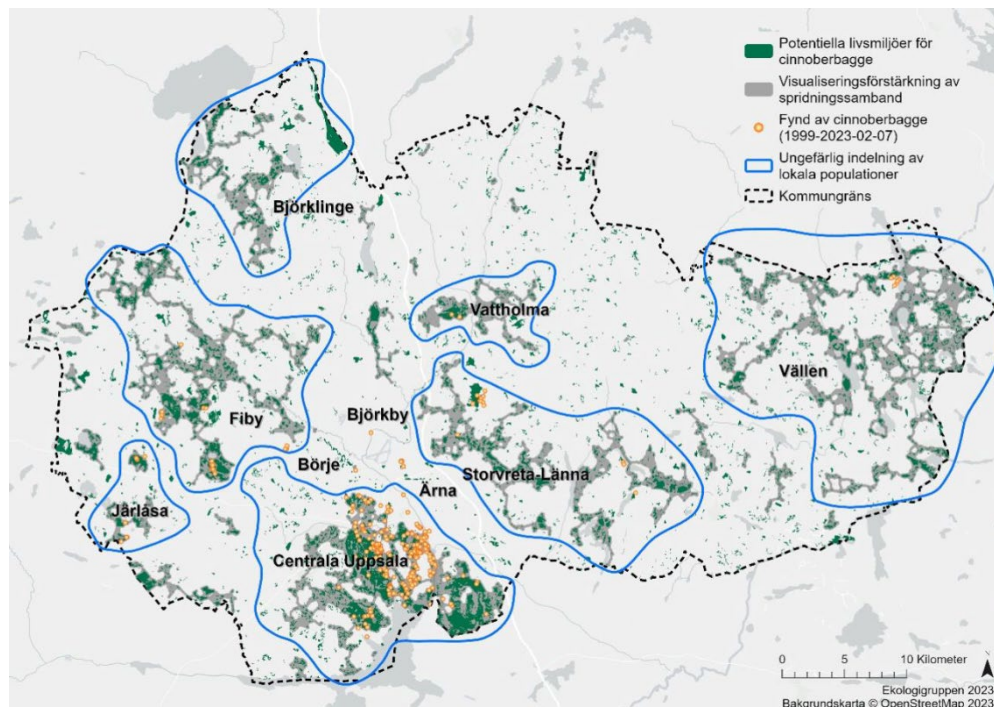 Potentiella livsmiljöer för
cinnoberbagge
Visualiseringsförstärkning av
spridningssamband
Fynd av cinnoberbagge
(1999-2023-02-07)
Ungefärlig indelning av
lokala populationer
Kommungräns
Björklinge
Vattholma
Vällen
Fiby
Björkby
Börje
Storvreta-Länna
Ärna
Järlåsa
Centrala Uppsala
0 5 10 Kilometer
Ekologigruppen 2023
Bakgrundskarta © OpenStreetMap 2023